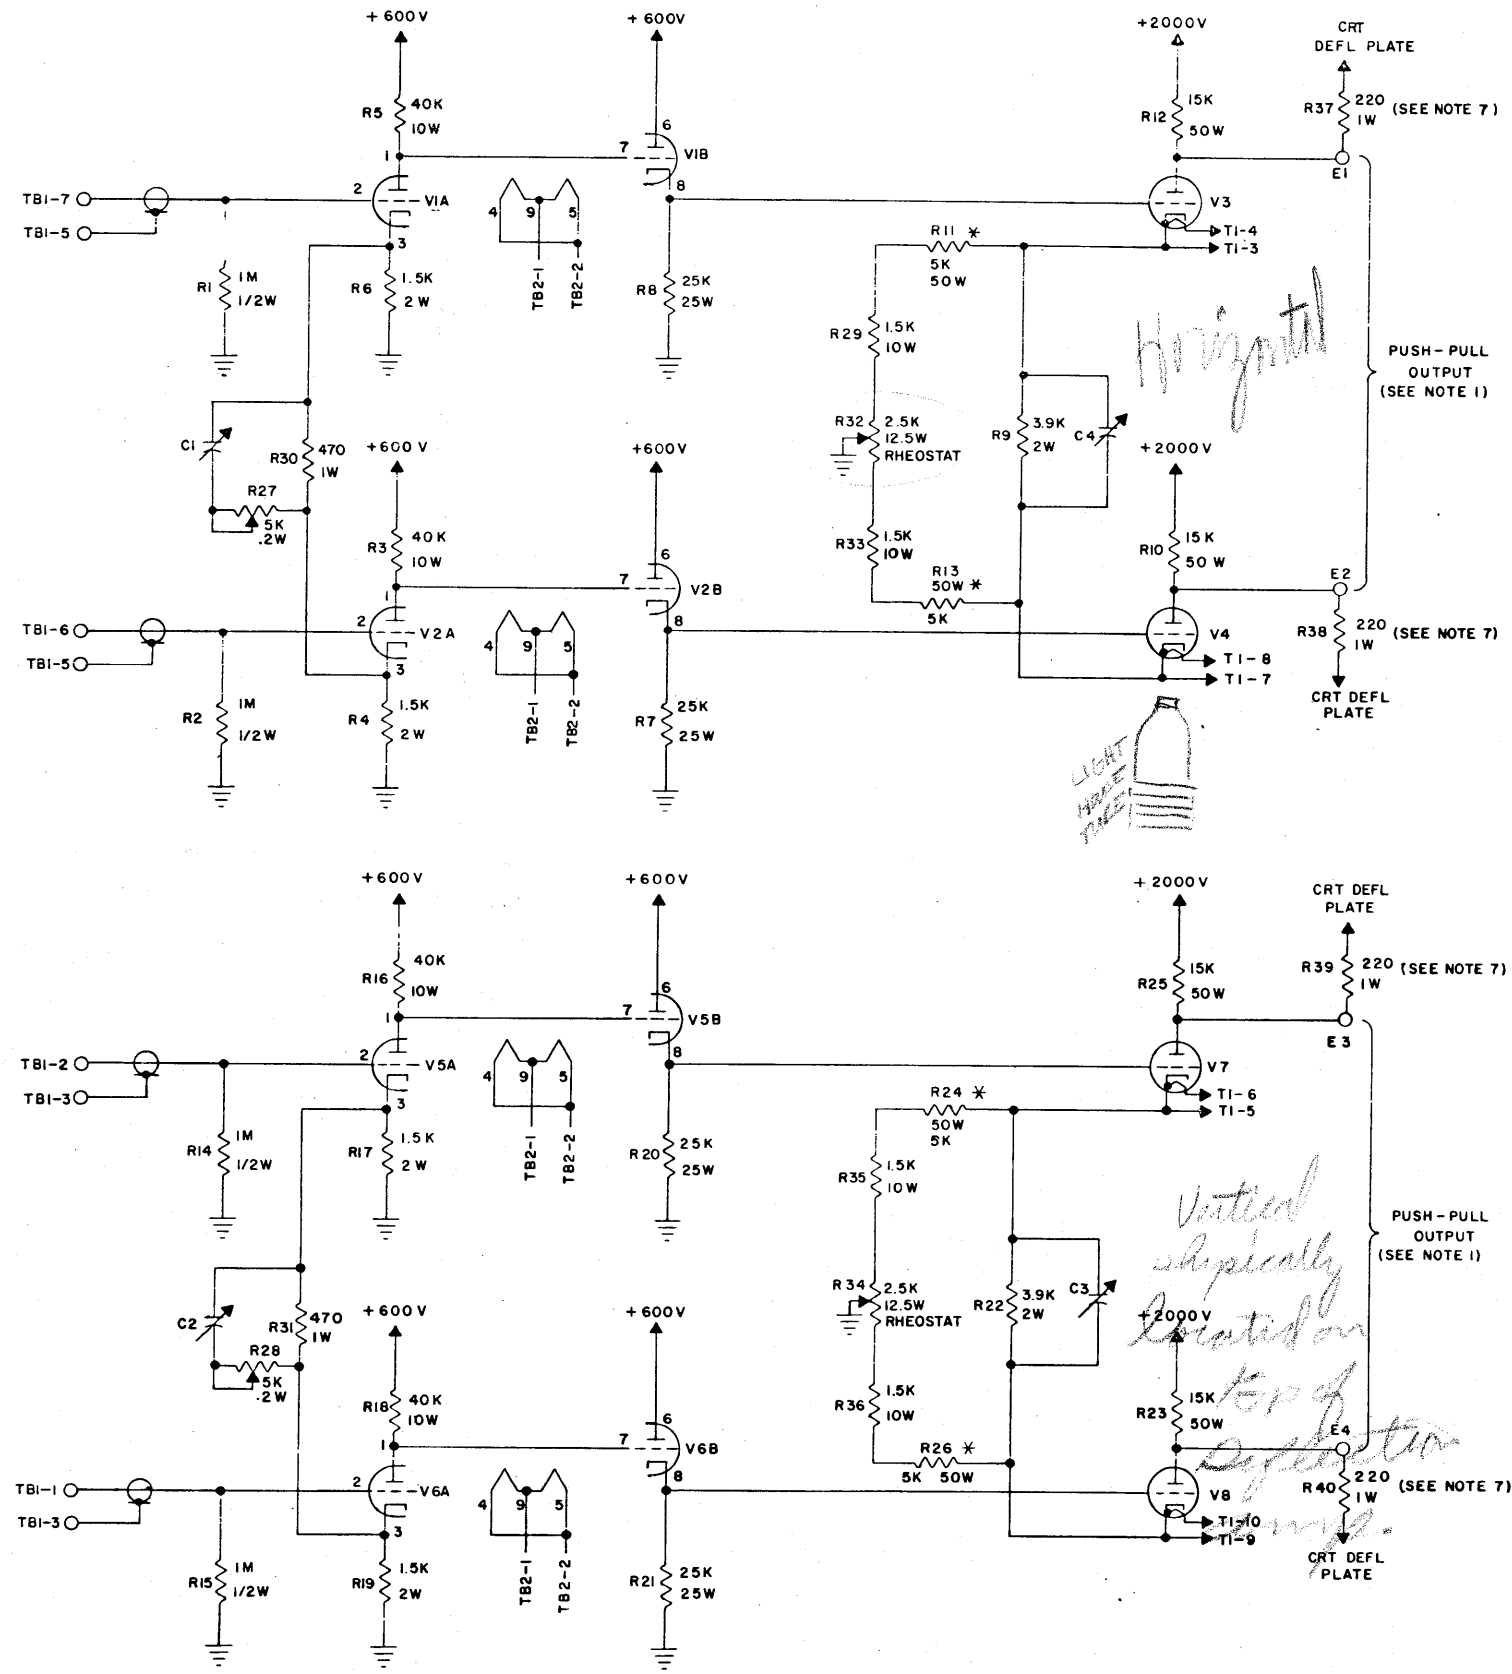 +600V
+600V
+2000V
CRT
DEFL PLATE
R5 40K
10W
R12 15K
50W
R37 220 (SEE NOTE 7)
1W
1
7
6
V1B
8
E1
TB1-7
2
V1A
3
V3
TB1-5
4 9 5
T1-4
T1-3
R11 *
5K
50W
R1 1M
1/2W
R6 1.5K
2W
TB2-1
TB2-2
R8 25K
25W
R29 1.5K
10W
Horizontal
PUSH-PULL
OUTPUT
(SEE NOTE 1)
C1
R30 470
1W
R27
5K
.2W
+600V
+600V
R32 2.5K
12.5W
RHEOSTAT
R9 3.9K
2W
C4
+2000V
R3 40K
10W
R33 1.5K
10W
R10 15K
50W
R13
50W *
5K
1
7
6
V2B
8
E2
TB1-6
2
V2A
3
V4
R38 220 (SEE NOTE 7)
1W
TB1-5
4 9 5
T1-8
T1-7
CRT DEFL
PLATE
R2 1M
1/2W
R4 1.5K
2W
TB2-1
TB2-2
R7 25K
25W
LIGHT
+600V
+600V
+2000V
CRT DEFL
PLATE
R16 40K
10W
R25 15K
50W
R39 220 (SEE NOTE 7)
1W
1
7
6
V5B
8
E3
TB1-2
2
V5A
3
V7
TB1-3
4 9 5
T1-6
T1-5
R24 *
50W
5K
R14 1M
1/2W
R17 1.5K
2W
TB2-1
TB2-2
R20 25K
25W
R35 1.5K
10W
Vertical
PUSH-PULL
OUTPUT
(SEE NOTE 1)
located on
top of
Deflection
C2
R31 470
1W
R28
5K
.2W
+600V
+600V
R34 2.5K
12.5W
RHEOSTAT
R22 3.9K
2W
C3
+2000V
R18 40K
10W
R36 1.5K
10W
R23 15K
50W
R26 *
5K 50W
1
7
6
V6B
8
E4
TB1-1
2
V6A
3
V8
R40 220 (SEE NOTE 7)
1W
TB1-3
4 9 5
T1-10
T1-9
CRT DEFL
PLATE
R15 1M
1/2W
R19 1.5K
2W
TB2-1
TB2-2
R21 25K
25W